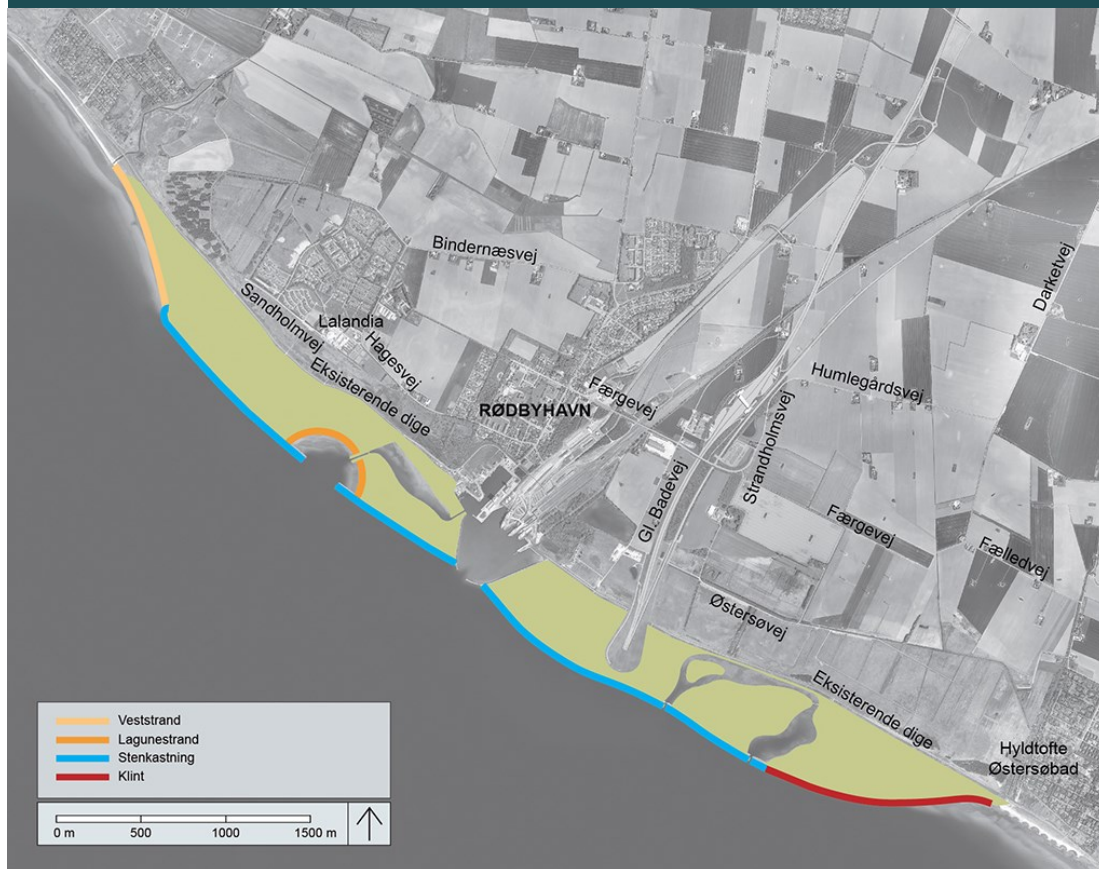 Bindernæsvej
Darketvej
Sandholmvej
Lalandia
Hagesvej
Eksisterende dige
RØDBYHAVN
Færgevej
Humlegårdsvej
Strandholmsvej
Gl. Badevej
Færgevej
Fælledvej
Østersøvej
Eksisterende dige
Hyldtofte
Østersøbad
Veststrand
Lagunestrand
Stenkastning
Klint
0 m 500 1000 1500 m